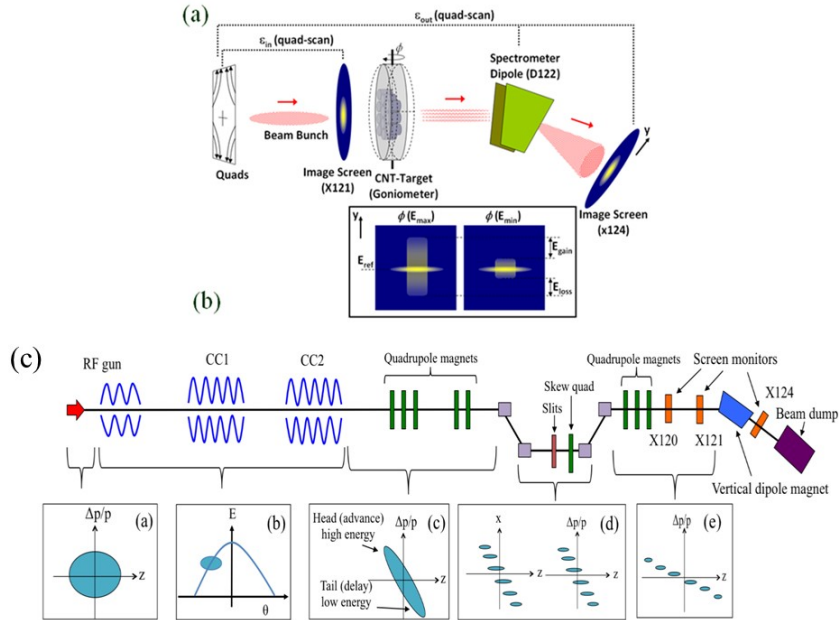 (a)
ε_out (quad-scan)
ε_in (quad-scan)
ϕ
Spectrometer
Dipole (D122)
Beam Bunch
y
Quads
Image Screen
(X121)
CNT-Target
(Goniometer)
Image Screen
(x124)
y
ϕ (E_max)
ϕ (E_min)
E_gain
E_ref
E_loss
(b)
(c)
RF gun
CC1
CC2
Quadrupole magnets
Skew quad
Slits
Quadrupole magnets
Screen monitors
X124
Beam dump
X120
X121
Vertical dipole magnet
Δp/p
(a)
z
E
(b)
θ
Δp/p
(c)
Head (advance)
high energy
z
Tail (delay)
low energy
x
Δp/p
(d)
z
z
Δp/p
(e)
z